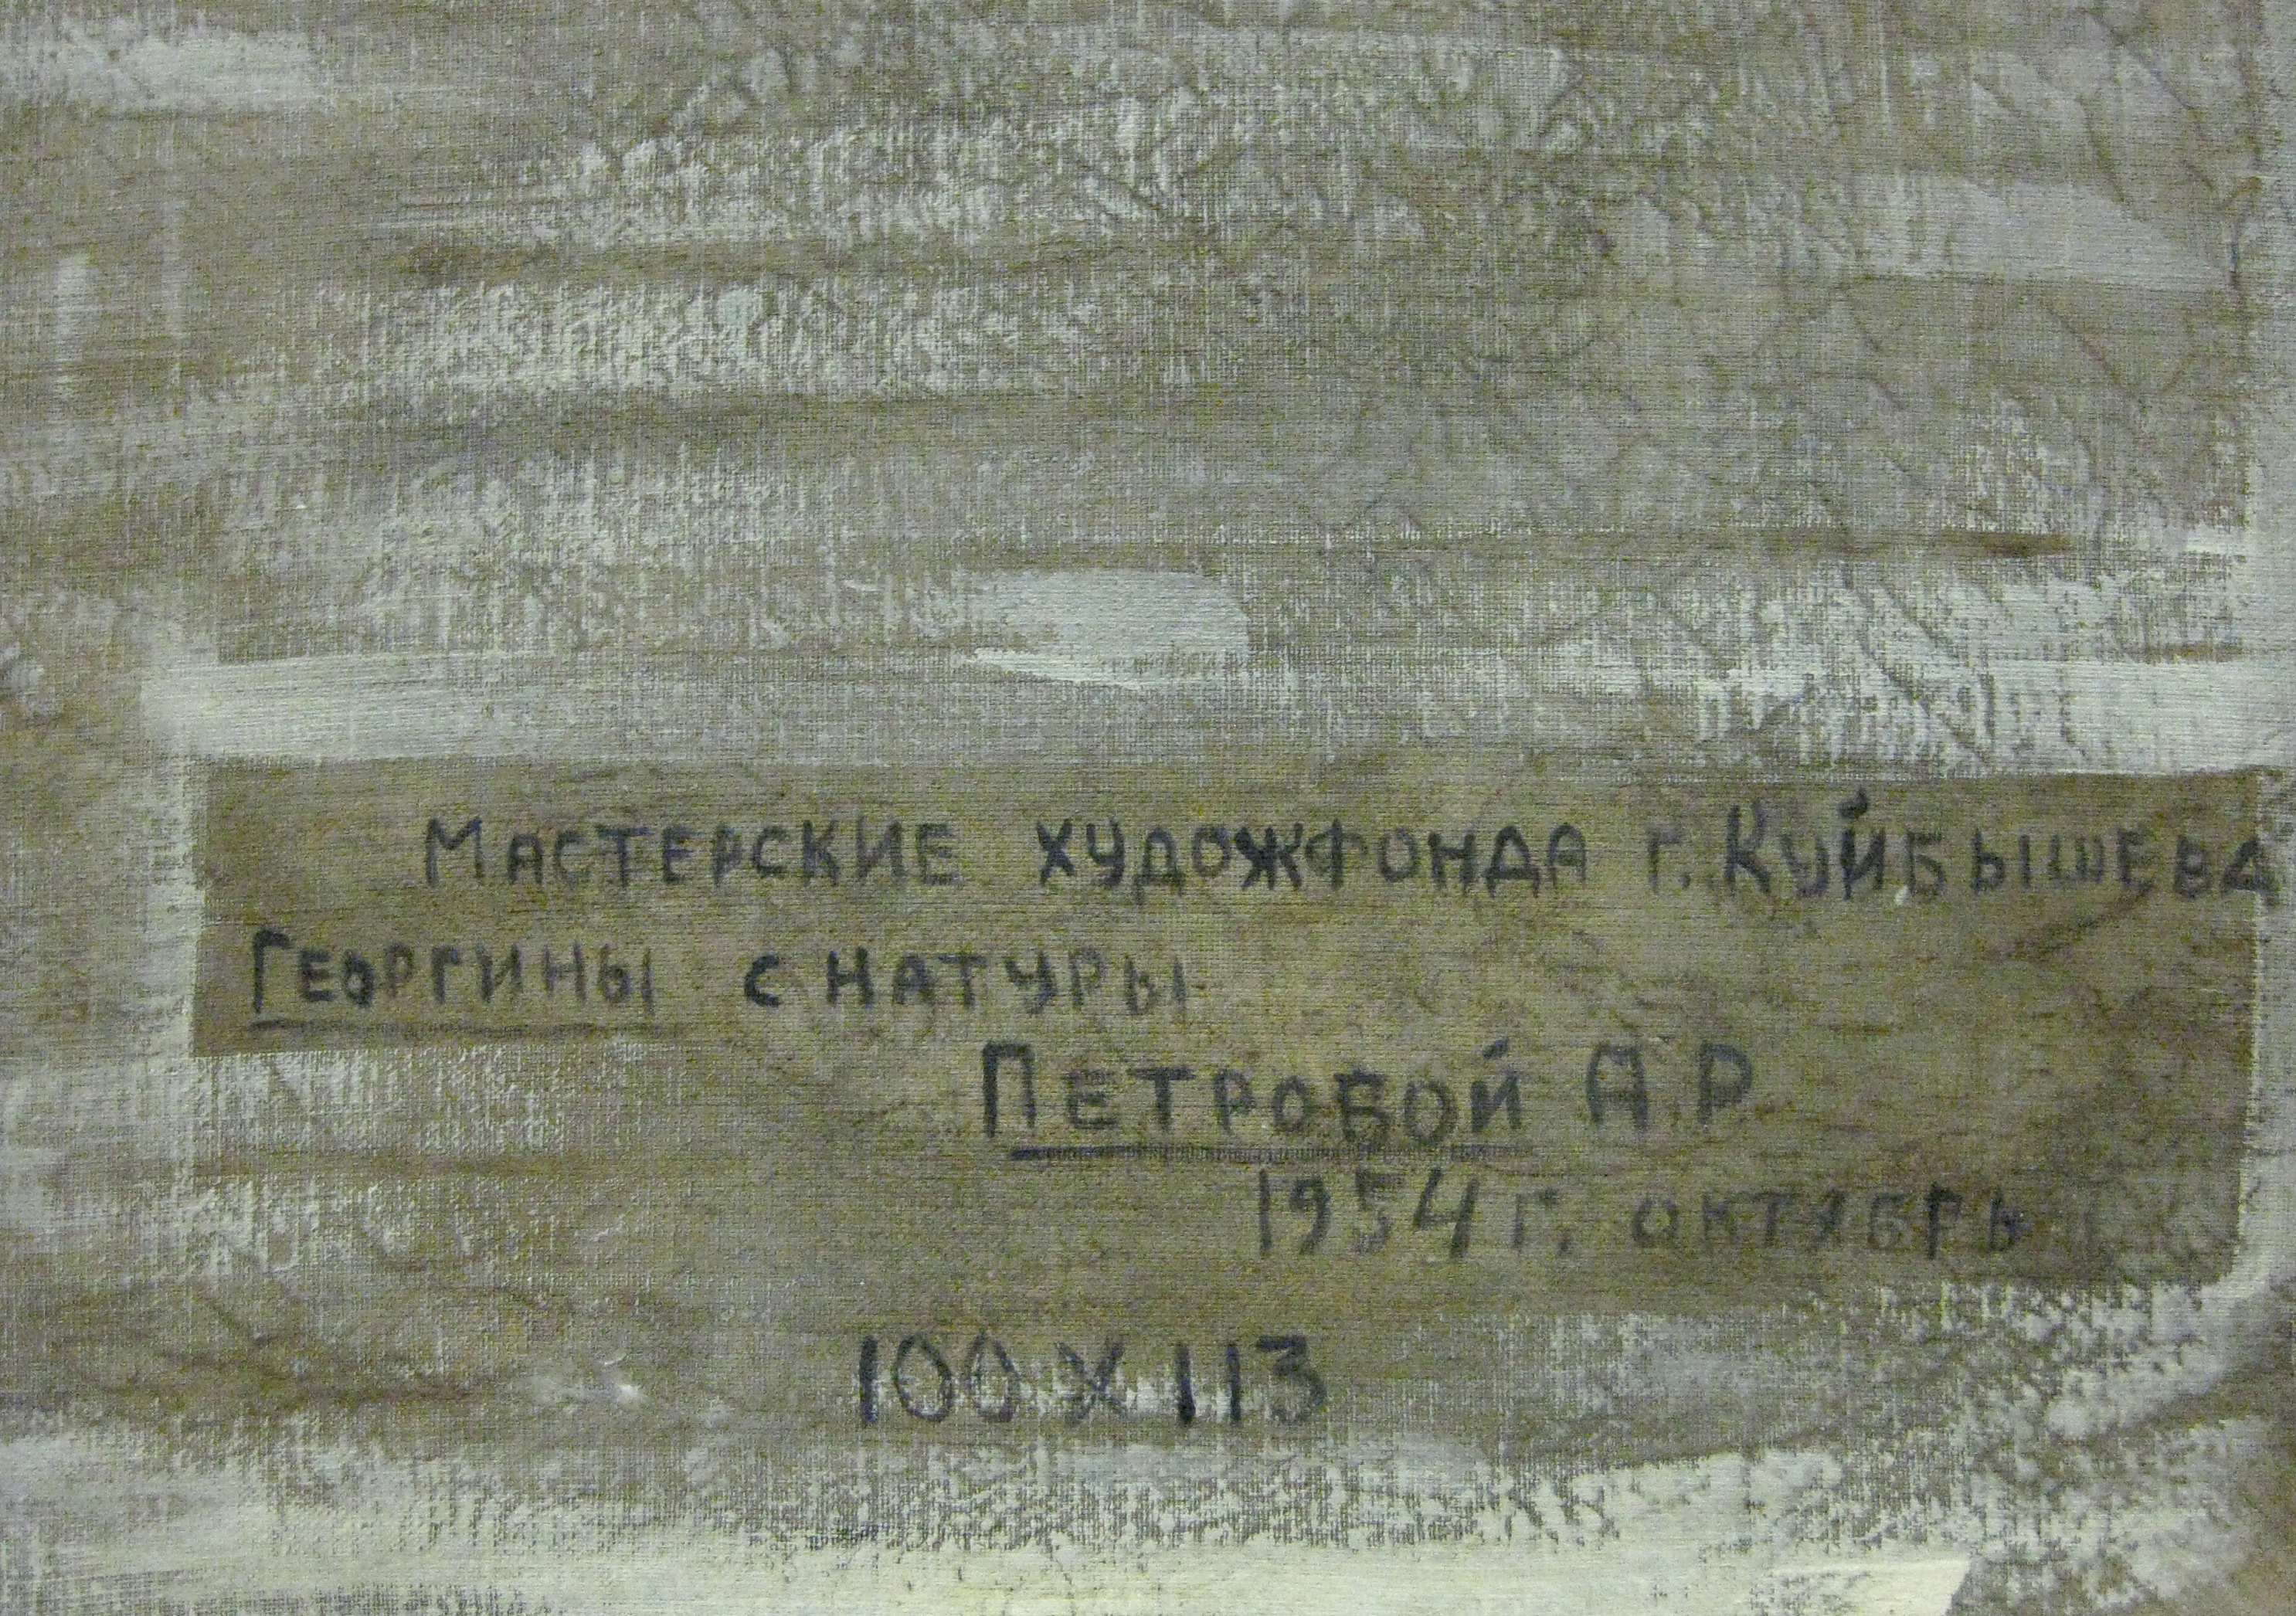 Мастерские художфонда г. Куйбышева
Георгины с натуры
Петровой А.Р
1954 г. октябрь
100 х 113